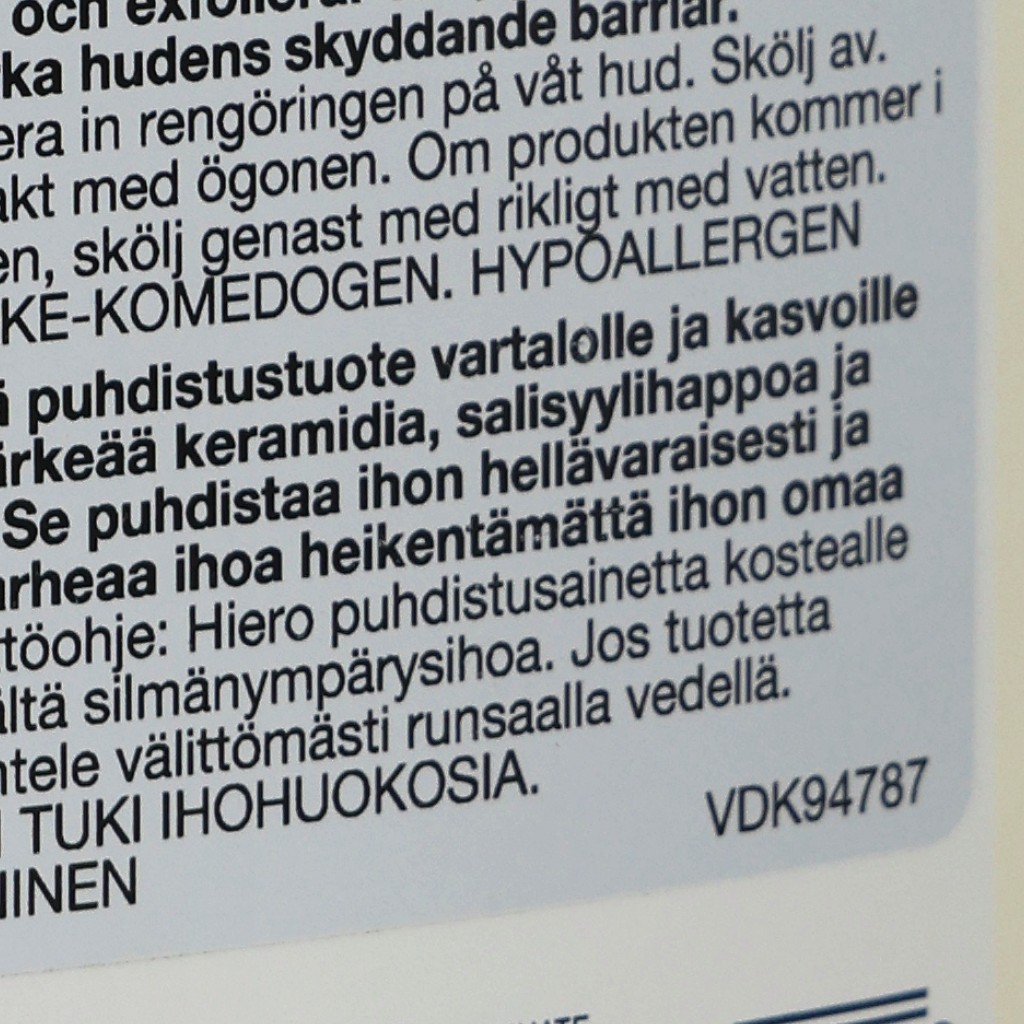 och
ka hudens skyddande barriär.
era in rengöringen på våt hud. Skölj av.
akt med ögonen. Om produkten kommer i
en, skölj genast med rikligt med vatten.
KE-KOMEDOGEN. HYPOALLERGEN
ä puhdistustuote vartalolle ja kasvoille
ärkeää keramidia, salisyylihappoa ja
Se puhdistaa ihon hellävaraisesti ja
arheaa ihoa heikentämättä ihon omaa
töohje: Hiero puhdistusainetta kostealle
ältä silmänympärysihoa. Jos tuotetta
ntele välittömästi runsaalla vedellä.
TUKI IHOHUOKOSIA.
VDK94787
INEN